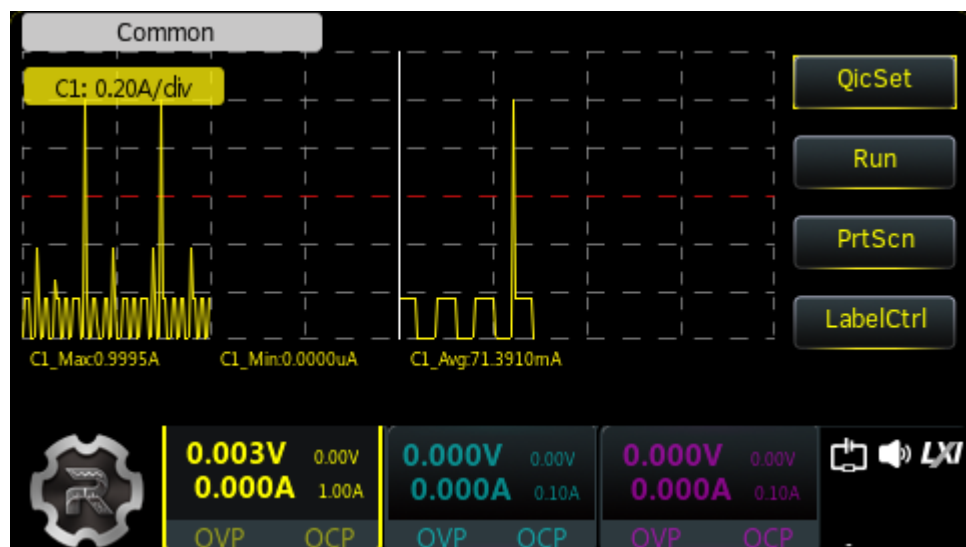 Common
C1: 0.20A/div
QicSet
Run
PrtScn
LabelCtrl
C1_Max:0.9995A C1_Min:0.0000uA C1_Avg:71.3910mA
0.003V 0.00V 0.000V 0.00V 0.000V 0.00V
0.000A 1.00A 0.000A 0.10A 0.000A 0.10A
OVP OCP OVP OCP OVP OCP
R
LXI